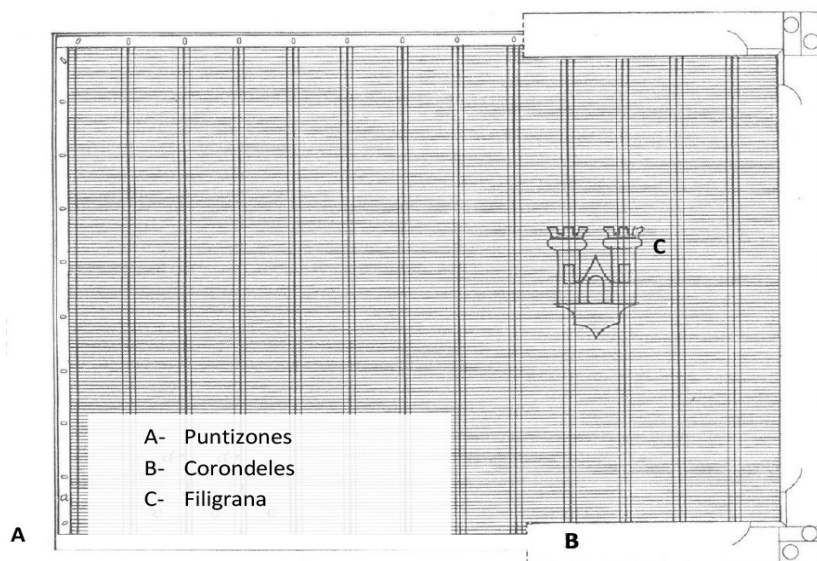 C
A- Puntizones
B- Corondeles
C- Filigrana
A
B